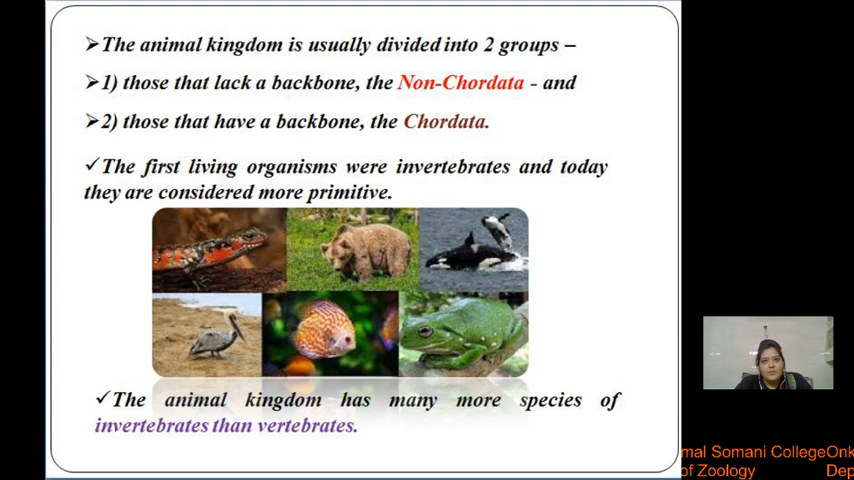 ➢The animal kingdom is usually divided into 2 groups –
➢1) those that lack a backbone, the Non-Chordata - and
➢2) those that have a backbone, the Chordata.
✓The first living organisms were invertebrates and today
they are considered more primitive.
✓The animal kingdom has many more species of
invertebrates than vertebrates.
mal Somani CollegeOnk
of Zoology Dep